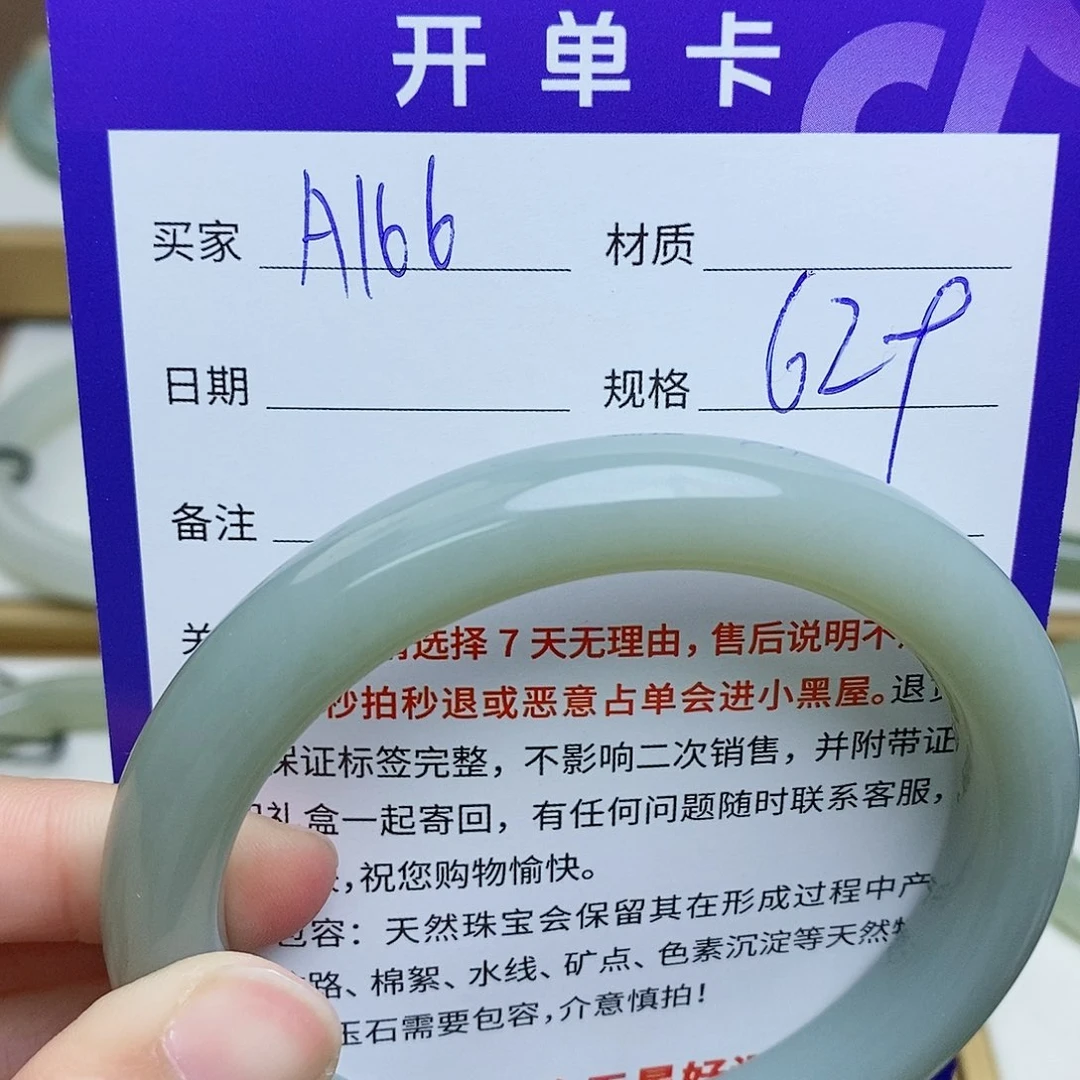 开单卡
买家 A166 材质
日期 规格 62
备注
关
请选择7天无理由，售后说明不
秒拍秒退或恶意占单会进小黑屋。退
保证标签完整，不影响二次销售，并附带证
礼盒一起寄回，有任何问题随时联系客服，
，祝您购物愉快。
包容：天然珠宝会保留其在形成过程中产
路、棉絮、水线、矿点、色素沉淀等天然
玉石需要包容，介意慎拍！
最好